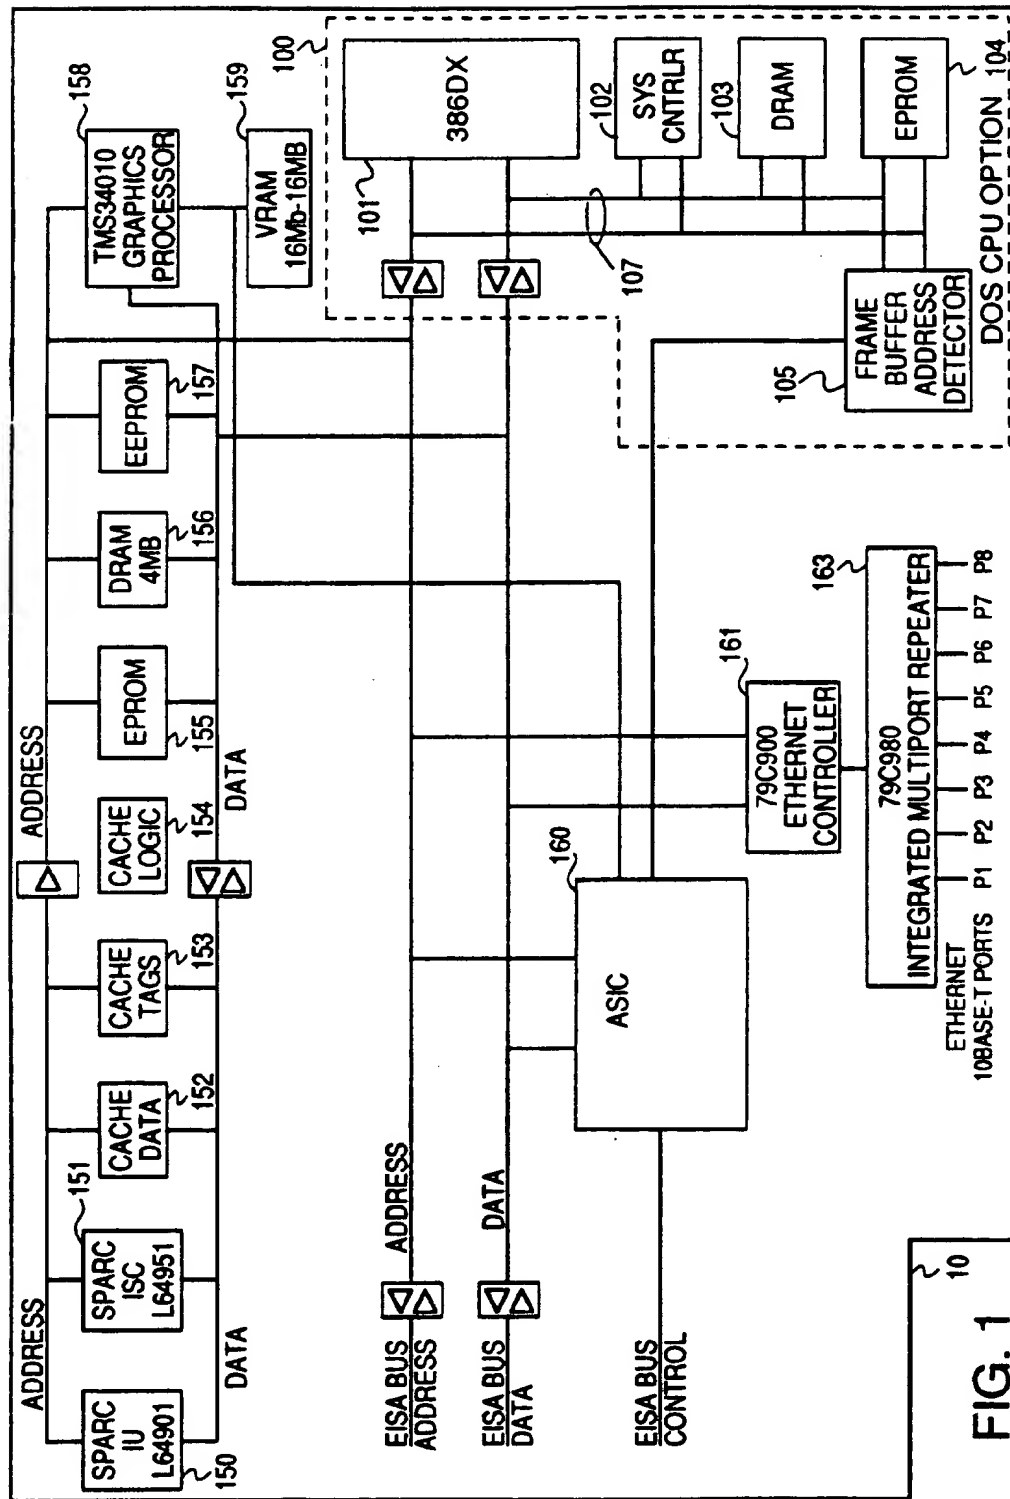 ADDRESS
ADDRESS
SPARC
IU
L64901
150
SPARC
ISC
L64951
151
CACHE
DATA
152
CACHE
TAGS
153
CACHE
LOGIC
154
EPROM
155
DRAM
4MB
156
EEPROM
157
TMS34010
GRAPHICS
PROCESSOR
158
DATA
DATA
VRAM
16Mb-16MB
159
EISA BUS
ADDRESS
ADDRESS
EISA BUS
DATA
DATA
EISA BUS
CONTROL
ASIC
160
79C900
ETHERNET
CONTROLLER
161
79C980
INTEGRATED MULTIPORT REPEATER
163
ETHERNET
10BASE-T PORTS
P1 P2 P3 P4 P5 P6 P7 P8
100
386DX
101
SYS
CNTRLR
102
DRAM
103
EPROM
104
107
FRAME
BUFFER
ADDRESS
DETECTOR
105
DOS CPU OPTION
10
FIG. 1